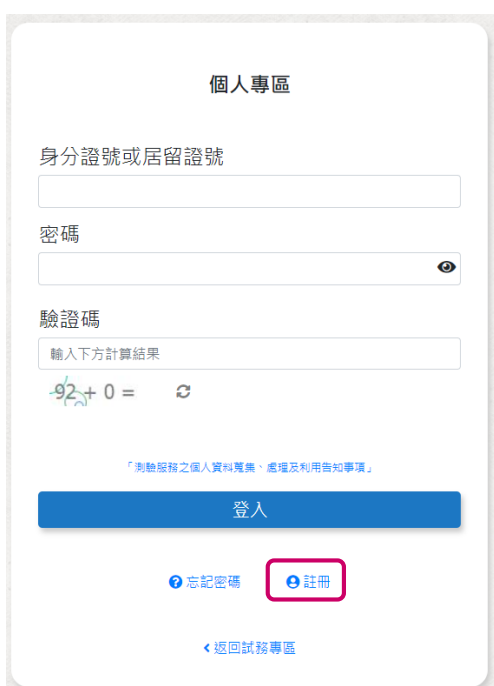 個人專區
身分證號或居留證號
密碼
驗證碼
輸入下方計算結果
92 + 0 =
「測驗服務之個人資料蒐集、處理及利用告知事項」
登入
忘記密碼 註冊
返回試務專區